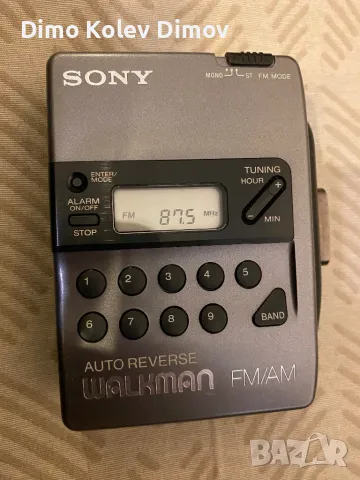 Dimo Kolev Dimov
SONY
MONO ST FM MODE
ENTER/
MODE
ALARM
ON/OFF
STOP
FM 87.5 MHz
TUNING
HOUR +
- MIN
1 2 3 4 5
6 7 8 9 BAND
AUTO REVERSE
WALKMAN FM/AM
BAZAR